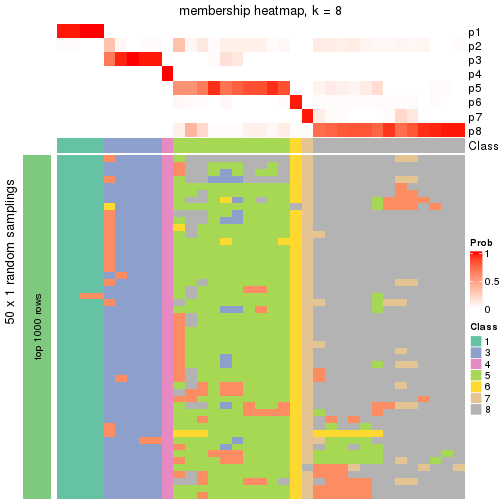 membership heatmap, k = 8
p1
p2
p3
p4
p5
p6
p7
p8
Class
50 x 1 random samplings
top 1000 rows
Prob
1
0.5
0
Class
1
3
4
5
6
7
8